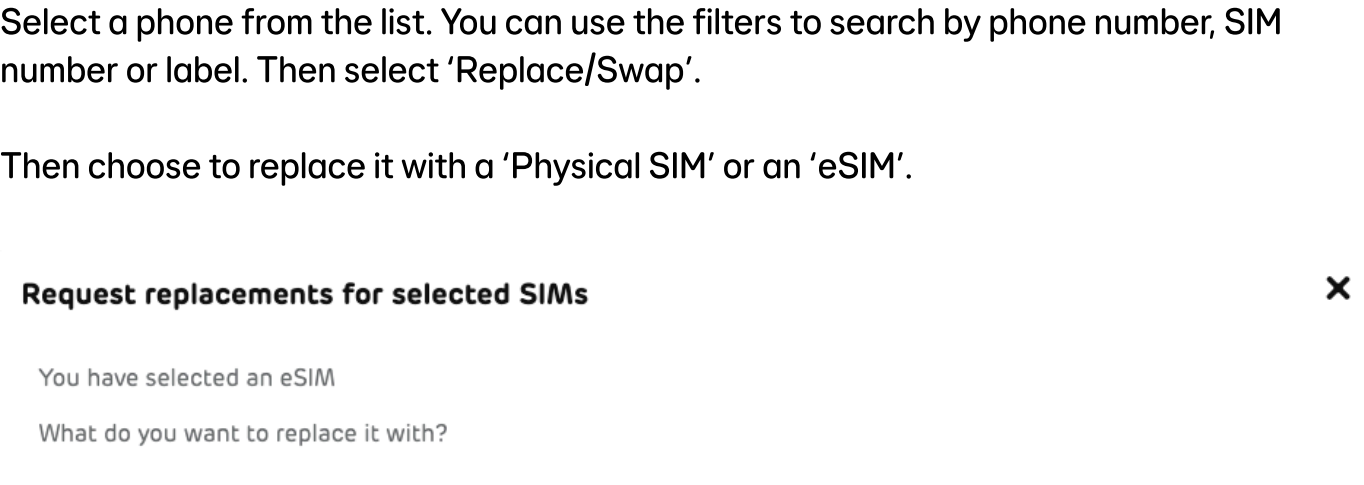 Select a phone from the list. You can use the filters to search by phone number, SIM
number or label. Then select ‘Replace/Swap’.
Then choose to replace it with a ‘Physical SIM’ or an ‘eSIM’.
Request replacements for selected SIMs
You have selected an eSIM
What do you want to replace it with?